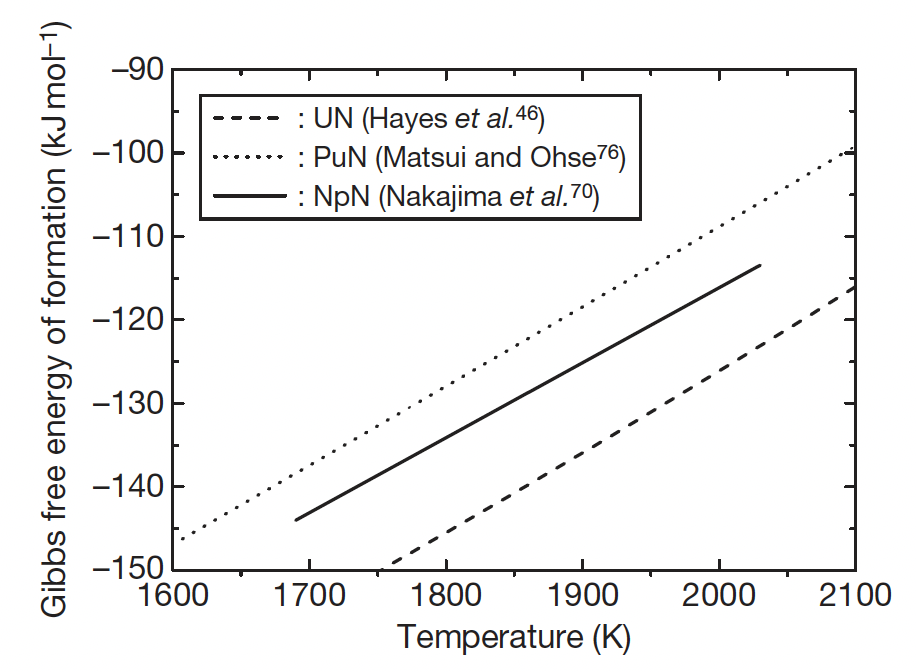 Gibbs free energy of formation (kJ mol⁻¹)
−90
−100
−110
−120
−130
−140
−150
: UN (Hayes et al.⁴⁶)
: PuN (Matsui and Ohse⁷⁶)
: NpN (Nakajima et al.⁷⁰)
1600 1700 1800 1900 2000 2100
Temperature (K)